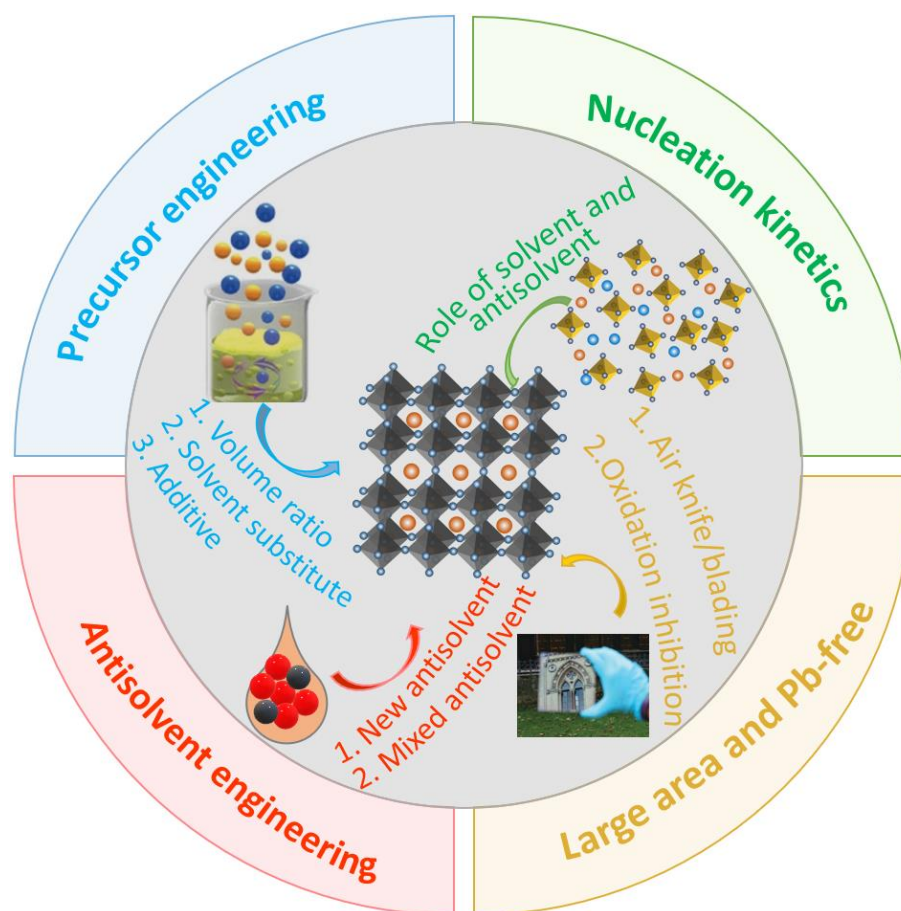 Precursor engineering
Nucleation kinetics
Role of solvent and
antisolvent
1. Volume ratio
2. Solvent substitute
3. Additive
1. Air knife/blading
2.Oxidation inhibition
1. New antisolvent
2. Mixed antisolvent
Antisolvent engineering
Large area and Pb-free